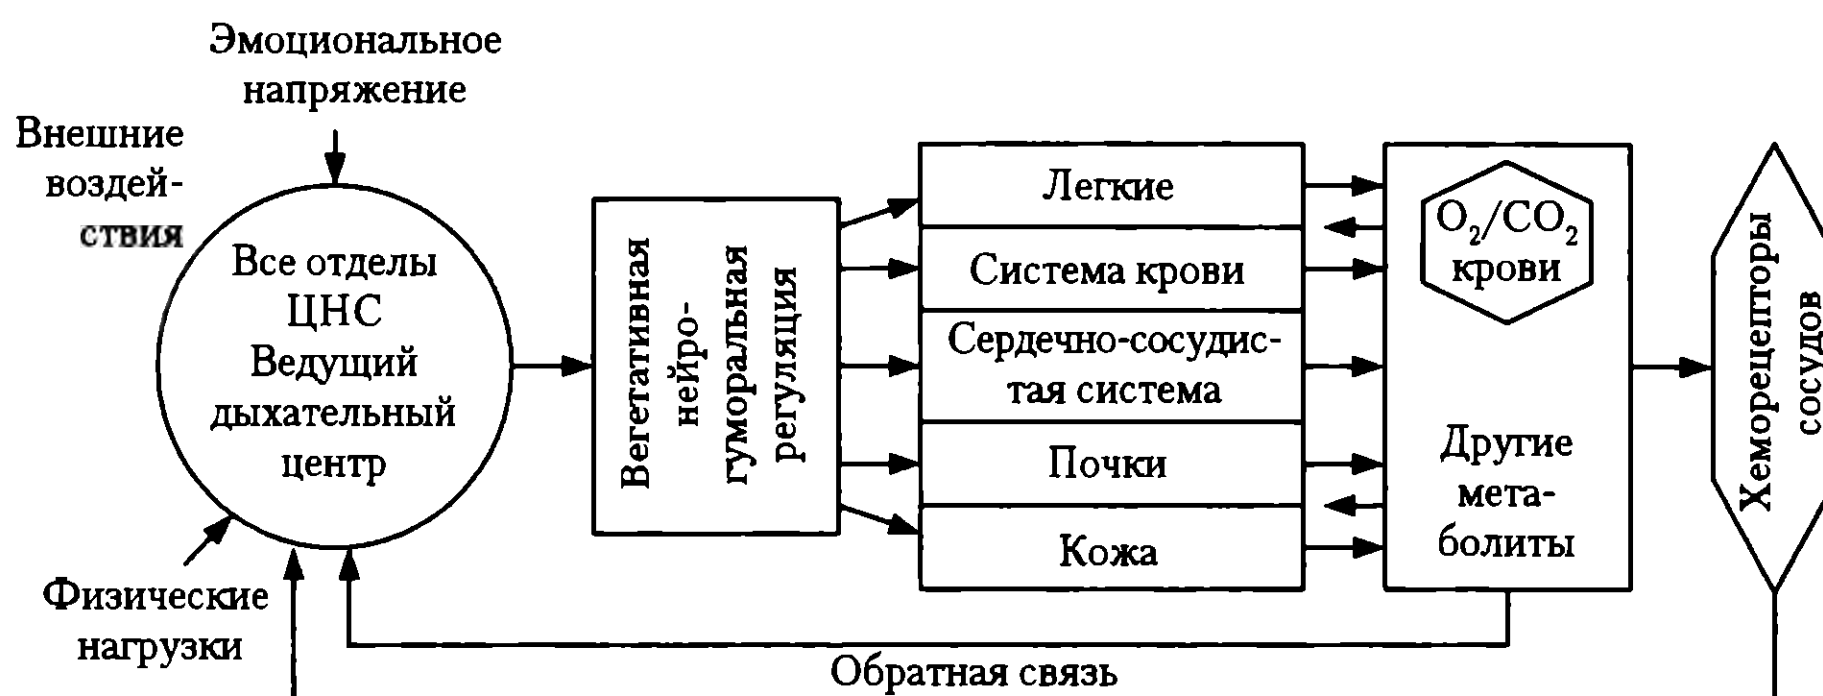 Эмоциональное
напряжение
Внешние
воздей-
ствия
Все отделы
ЦНС
Ведущий
дыхательный
центр
Физические
нагрузки
Вегетативная
нейро-
гуморальная
регуляция
Легкие
Система крови
Сердечно-сосудис-
тая система
Почки
Кожа
O₂/CO₂
крови
Другие
мета-
болиты
Хеморецепторы
сосудов
Обратная связь